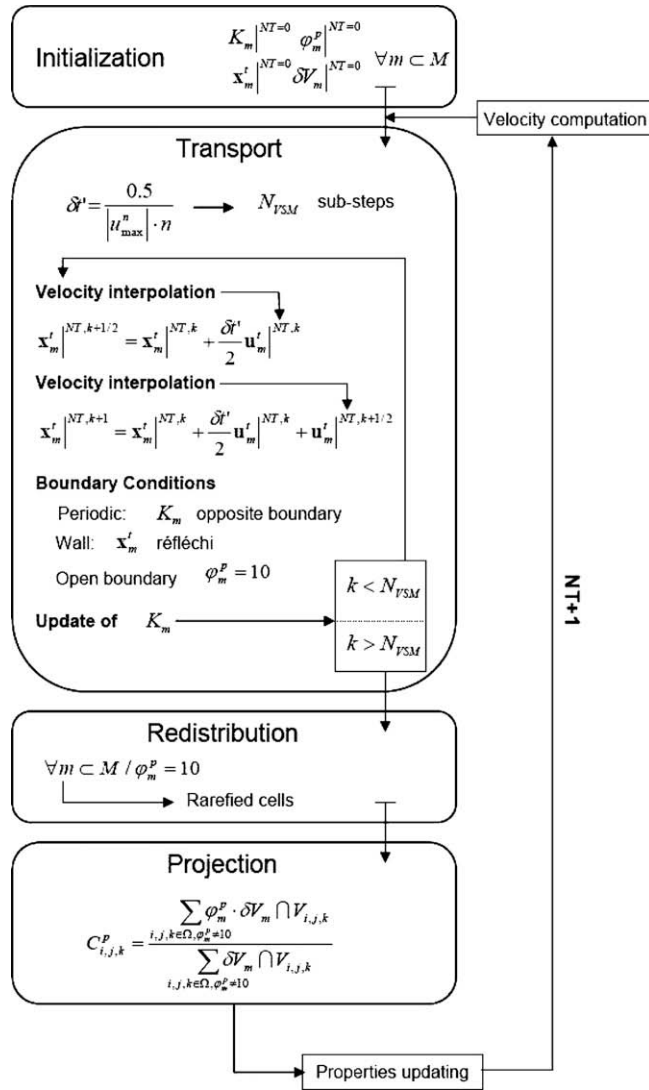 Initialization
K_m|^{NT=0} φ_m^p|^{NT=0}
x_m^t|^{NT=0} δV_m|^{NT=0} ∀m ⊂ M
Velocity computation
Transport
δt' = 0.5 / (|u_max^n| · n) → N_VSM sub-steps
Velocity interpolation
x_m^t|^{NT,k+1/2} = x_m^t|^{NT,k} + δt'/2 u_m^t|^{NT,k}
Velocity interpolation
x_m^t|^{NT,k+1} = x_m^t|^{NT,k} + δt'/2 u_m^t|^{NT,k} + u_m^t|^{NT,k+1/2}
Boundary Conditions
Periodic: K_m opposite boundary
Wall: x_m^t réfléchi
Open boundary φ_m^p = 10
k < N_VSM
Update of K_m
k > N_VSM
NT+1
Redistribution
∀m ⊂ M / φ_m^p = 10
Rarefied cells
Projection
C_{i,j,k}^p = ∑_{i,j,k∈Ω,φ_m^p≠10} φ_m^p · δV_m ⋂ V_{i,j,k} / ∑_{i,j,k∈Ω,φ_m^p≠10} δV_m ⋂ V_{i,j,k}
Properties updating